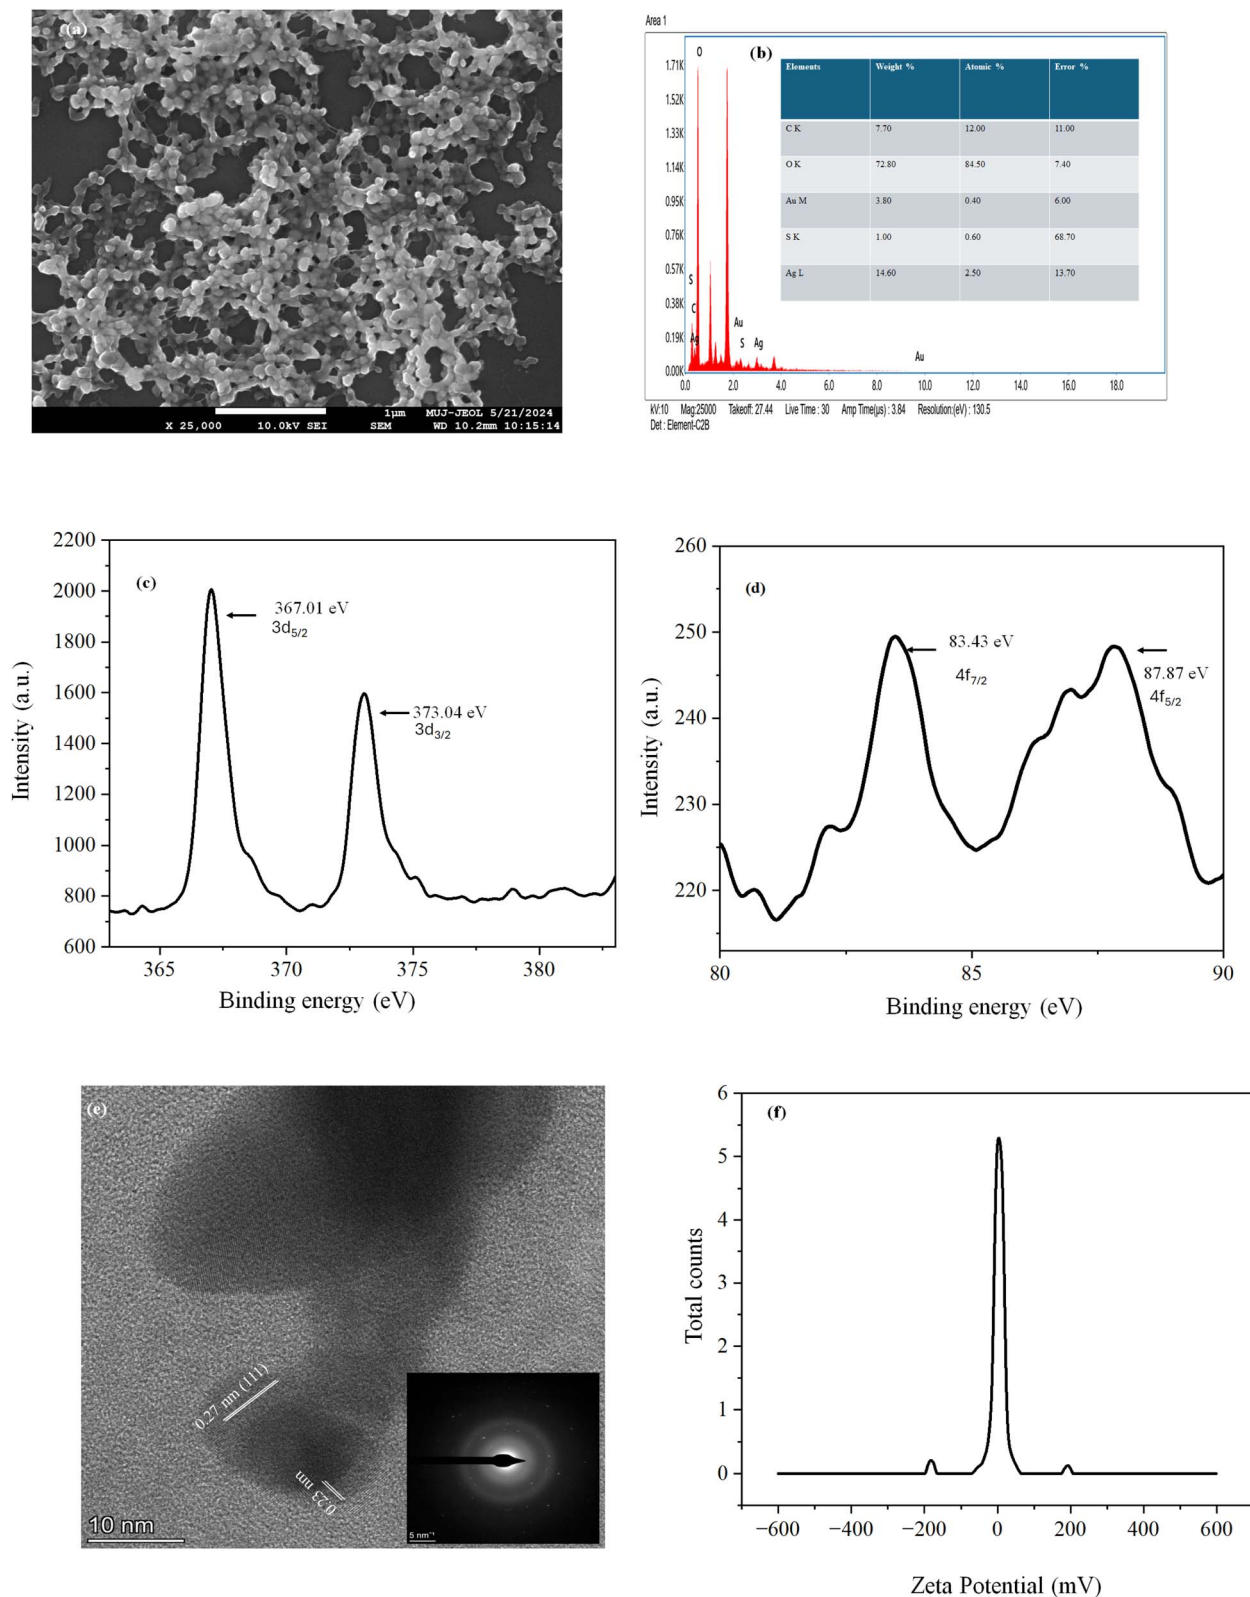 (a)
1μm MUJ-JEOL 5/21/2024
X 25,000 10.0kV SEI SEM WD 10.2mm 10:15:14
Area 1
(b)
1.71K
1.52K
1.33K
1.14K
0.95K
0.76K
0.57K
0.38K
0.19K
0.00K
O
S
C
Ag
Au
S
Ag
Au
0.0 2.0 4.0 6.0 8.0 10.0 12.0 14.0 16.0 18.0
Elements Weight % Atomic % Error %
C K 7.70 12.00 11.00
O K 72.80 84.50 7.40
Au M 3.80 0.40 6.00
S K 1.00 0.60 68.70
Ag L 14.60 2.50 13.70
kV:10 Mag:25000 Takeoff: 27.44 Live Time : 30 Amp Time(μs) : 3.84 Resolution:(eV) : 130.5
Det : Element-C2B
(c)
2200
2000
1800
1600
1400
1200
1000
800
600
Intensity (a.u.)
367.01 eV
3d5/2
373.04 eV
3d3/2
365 370 375 380
Binding energy (eV)
(d)
260
250
240
230
220
Intensity (a.u.)
83.43 eV
4f7/2
87.87 eV
4f5/2
80 85 90
Binding energy (eV)
(e)
0.27 nm (111)
0.23 nm
10 nm
5 nm⁻¹
(f)
6
5
4
3
2
1
0
Total counts
−600 −400 −200 0 200 400 600
Zeta Potential (mV)